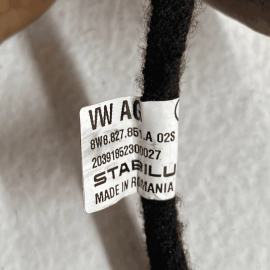 VW AG
8W8.827.851.A 02S
20391852300027
STABILU
MADE IN ROMANIA